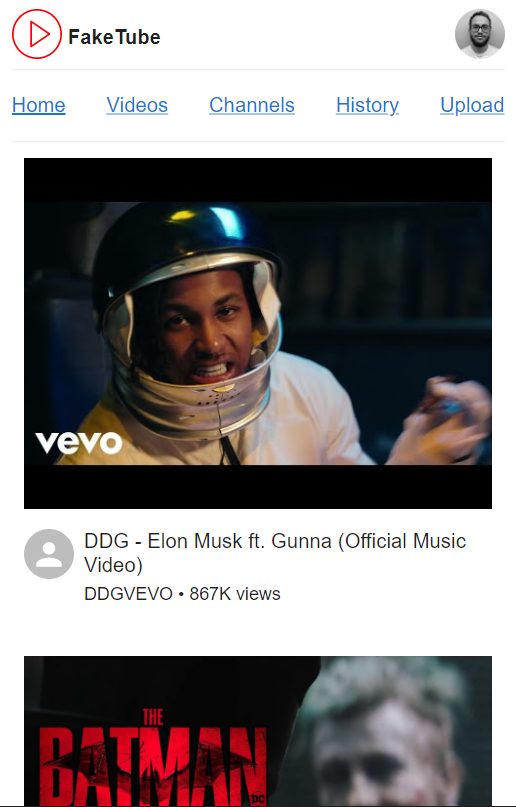 FakeTube
Home Videos Channels History Upload
vevo
DDG - Elon Musk ft. Gunna (Official Music
Video)
DDGVEVO • 867K views
THE
BATMAN
DC